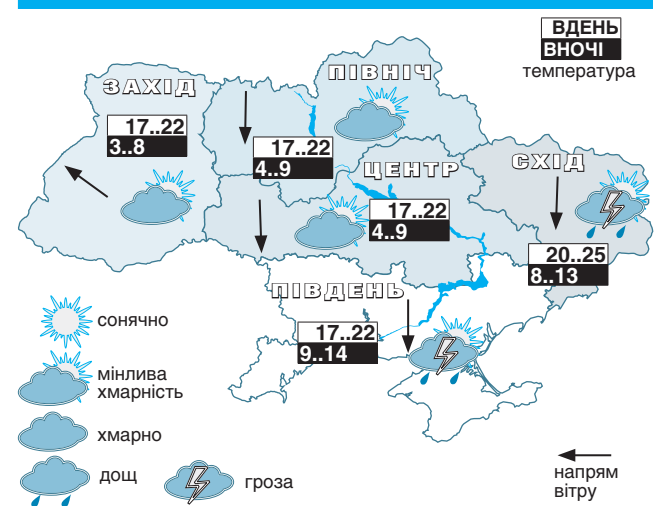 ВДЕНЬ
ВНОЧІ
температура
ПІВНІЧ
ЗАХІД
17..22
3..8
17..22
4..9
ЦЕНТР
СХІД
17..22
4..9
20..25
8..13
ПІВДЕНЬ
17..22
9..14
сонячно
мінлива
хмарність
хмарно
дощ
гроза
напрям
вітру